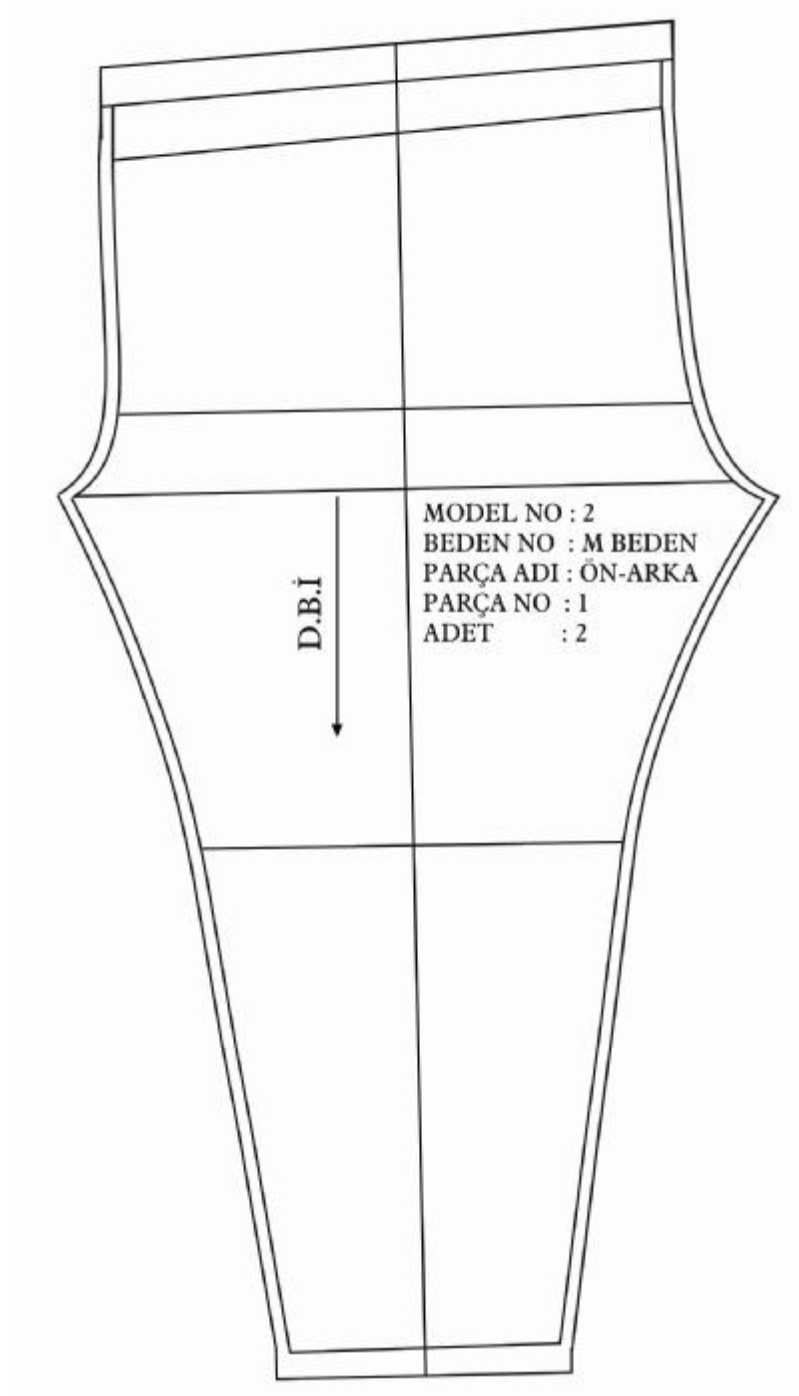 MODEL NO : 2
BEDEN NO : M BEDEN
PARÇA ADI : ÖN-ARKA
PARÇA NO : 1
ADET : 2
D.B.İ